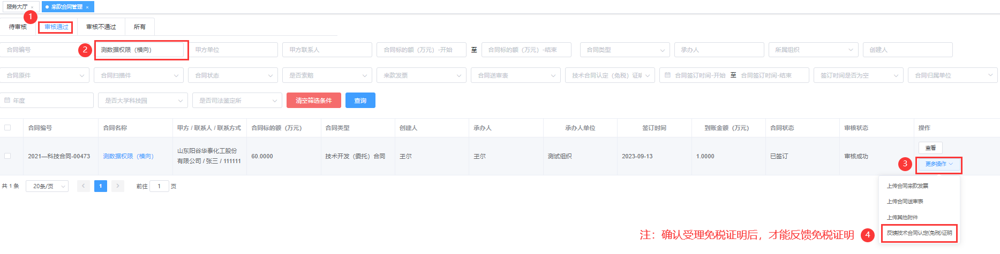 服务大厅 × 来款合同管理 ×
1
待审核 审核通过 审核不通过 所有
合同编号 2 测数据权限（横向） 甲方单位 甲方联系人 合同标的额（万元）-开始 至 合同标的额（万元）-结束 合同类型 承办人 所属组织 创建人
合同原件 合同扫描件 合同状态 是否索赔 来款发票 合同送审表 技术合同认定（免税）证明 合同签订时间-开始 至 合同签订时间-结束 签订时间是否为空 合同归属单位
年度 是否大学科技园 是否司法鉴定所 清空筛选条件 查询
合同编号 合同名称 甲方 / 联系人 / 联系方式 合同标的额（万元） 合同类型 创建人 承办人 承办人单位 签订时间 到账金额（万元） 合同状态 审核状态 操作
2021—科技合同-00473 测数据权限（横向） 山东阳谷华泰化工股份 60.0000 技术开发（委托）合同 王尔 王尔 测试组织 2023-09-13 1.0000 已签订 审核成功 查看
有限公司 / 张三 / 111111 3 更多操作
共 1 条 20条/页 1 前往 1 页
上传合同来款发票
上传合同送审表
上传其他附件
注：确认受理免税证明后，才能反馈免税证明 4 反馈技术合同认定(免税)证明